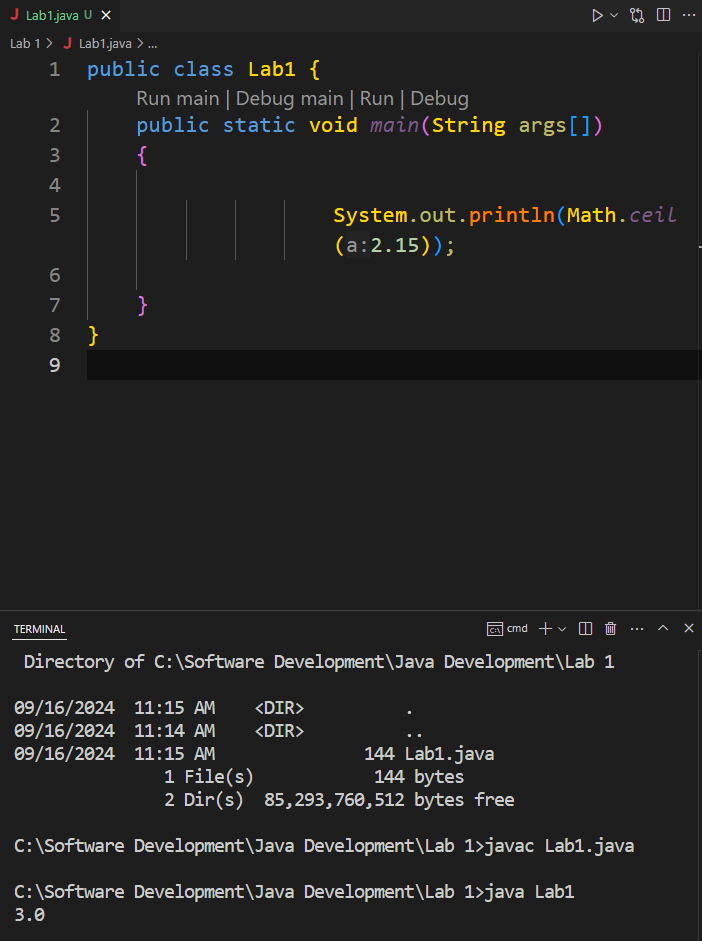 J Lab1.java U ×
Lab 1 > J Lab1.java > ...
1 public class Lab1 {
Run main | Debug main | Run | Debug
2 public static void main(String args[])
3 {
4
5 System.out.println(Math.ceil
(a:2.15));
6
7 }
8 }
9
TERMINAL
cmd
Directory of C:\Software Development\Java Development\Lab 1
09/16/2024 11:15 AM <DIR> .
09/16/2024 11:14 AM <DIR> ..
09/16/2024 11:15 AM 144 Lab1.java
1 File(s) 144 bytes
2 Dir(s) 85,293,760,512 bytes free
C:\Software Development\Java Development\Lab 1>javac Lab1.java
C:\Software Development\Java Development\Lab 1>java Lab1
3.0